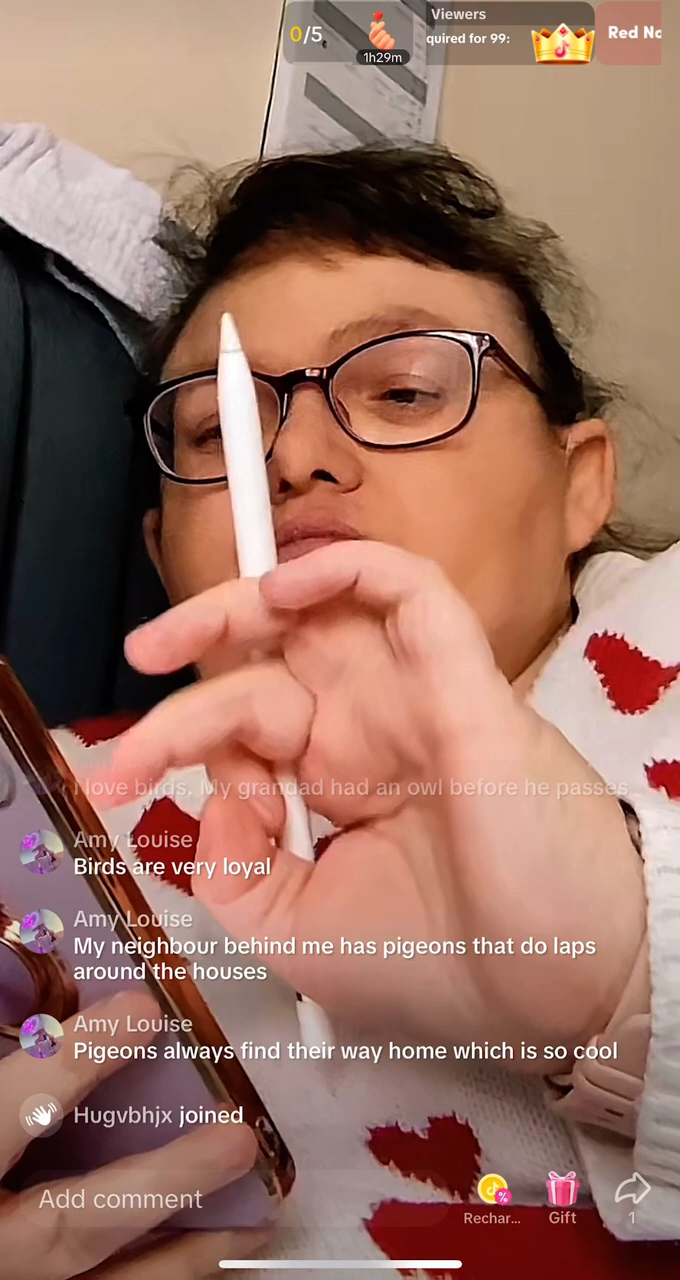 Viewers
0/5
quired for 99:
Red No
1h29m
I love birds. My grandad had an owl before he passes
Amy Louise
Birds are very loyal
Amy Louise
My neighbour behind me has pigeons that do laps
around the houses
Amy Louise
Pigeons always find their way home which is so cool
Hugvbhjx joined
Add comment
Rechar...
Gift
1